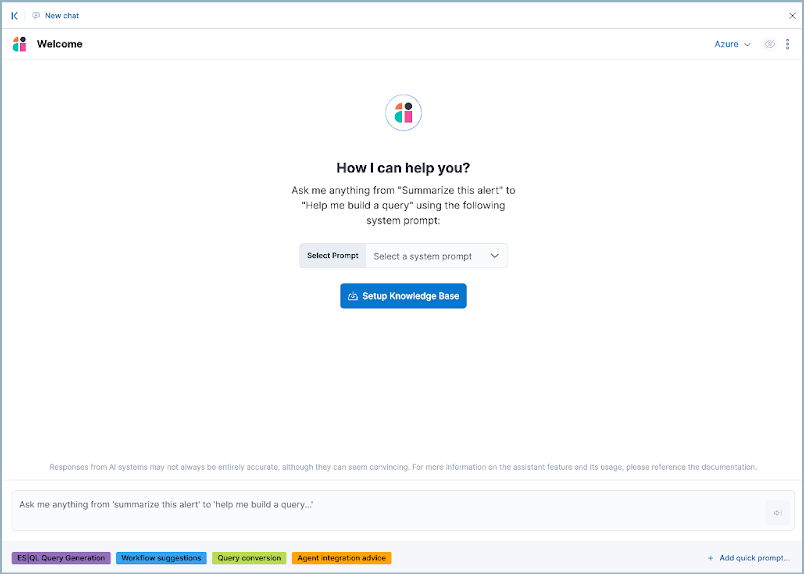 New chat
Welcome
Azure
How I can help you?
Ask me anything from "Summarize this alert" to
"Help me build a query" using the following
system prompt:
Select Prompt Select a system prompt
Setup Knowledge Base
Responses from AI systems may not always be entirely accurate, although they can seem convincing. For more information on the assistant feature and its usage, please reference the documentation.
Ask me anything from 'summarize this alert' to 'help me build a query...'
ES|QL Query Generation Workflow suggestions Query conversion Agent integration advice + Add quick prompt...